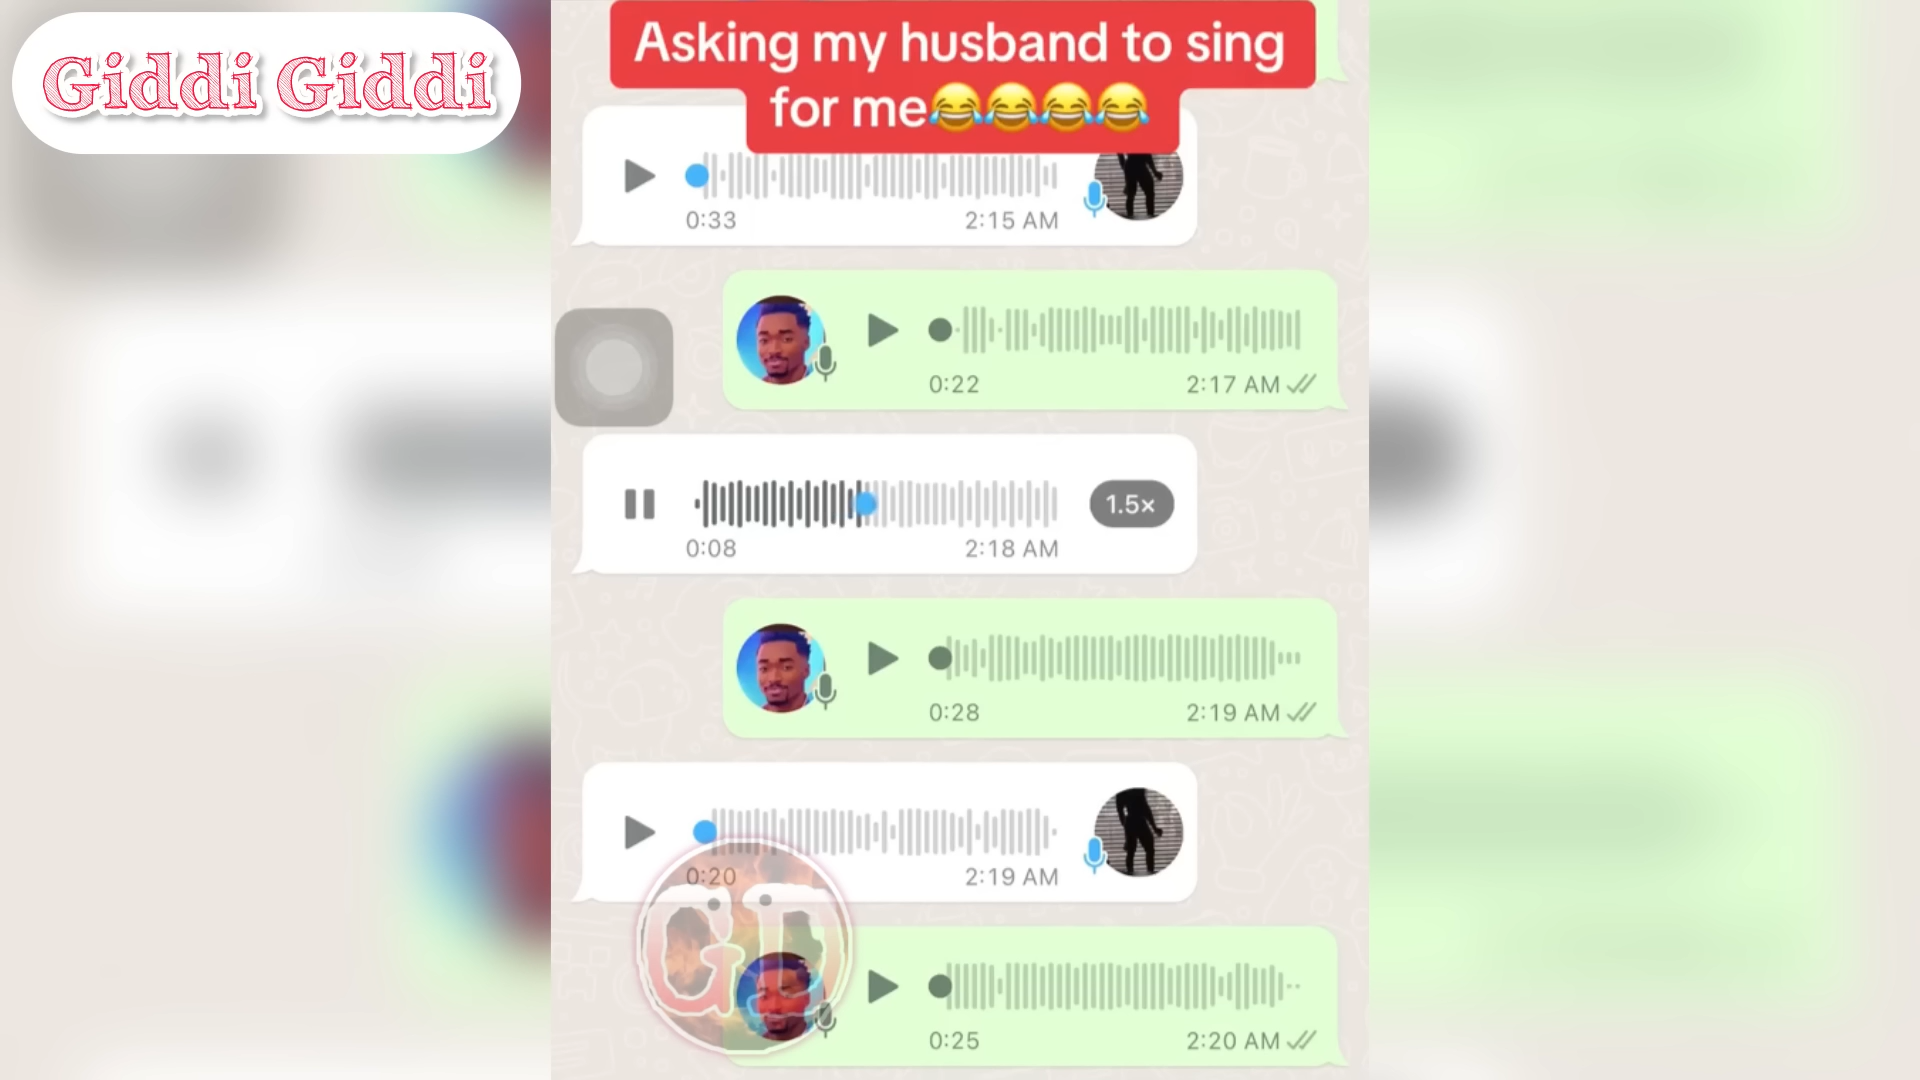 Giddi Giddi
Asking my husband to sing
for me😂😂😂😂
0:33 2:15 AM
0:22 2:17 AM
1.5×
0:08 2:18 AM
0:28 2:19 AM
0:20 2:19 AM
GD
0:25 2:20 AM